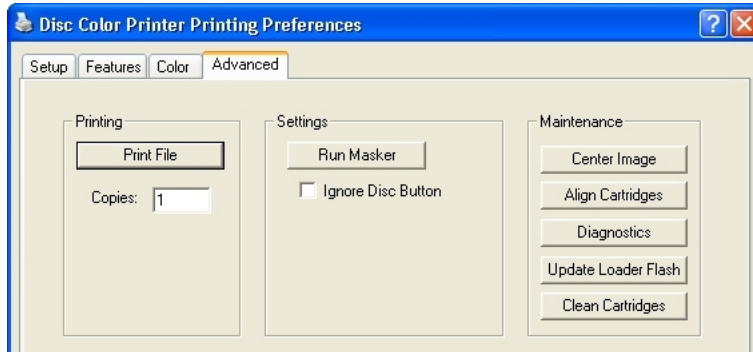 Disc Color Printer Printing Preferences
Setup Features Color Advanced
Printing
Print File
Copies: 1
Settings
Run Masker
Ignore Disc Button
Maintenance
Center Image
Align Cartridges
Diagnostics
Update Loader Flash
Clean Cartridges